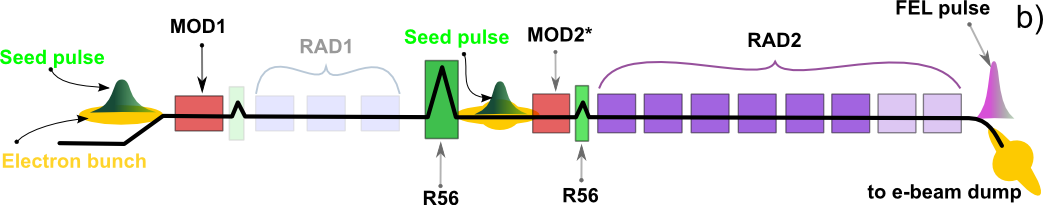 FEL pulse
b)
MOD1
Seed pulse
MOD2*
RAD1
RAD2
Seed pulse
Electron bunch
R56
R56
to e-beam dump